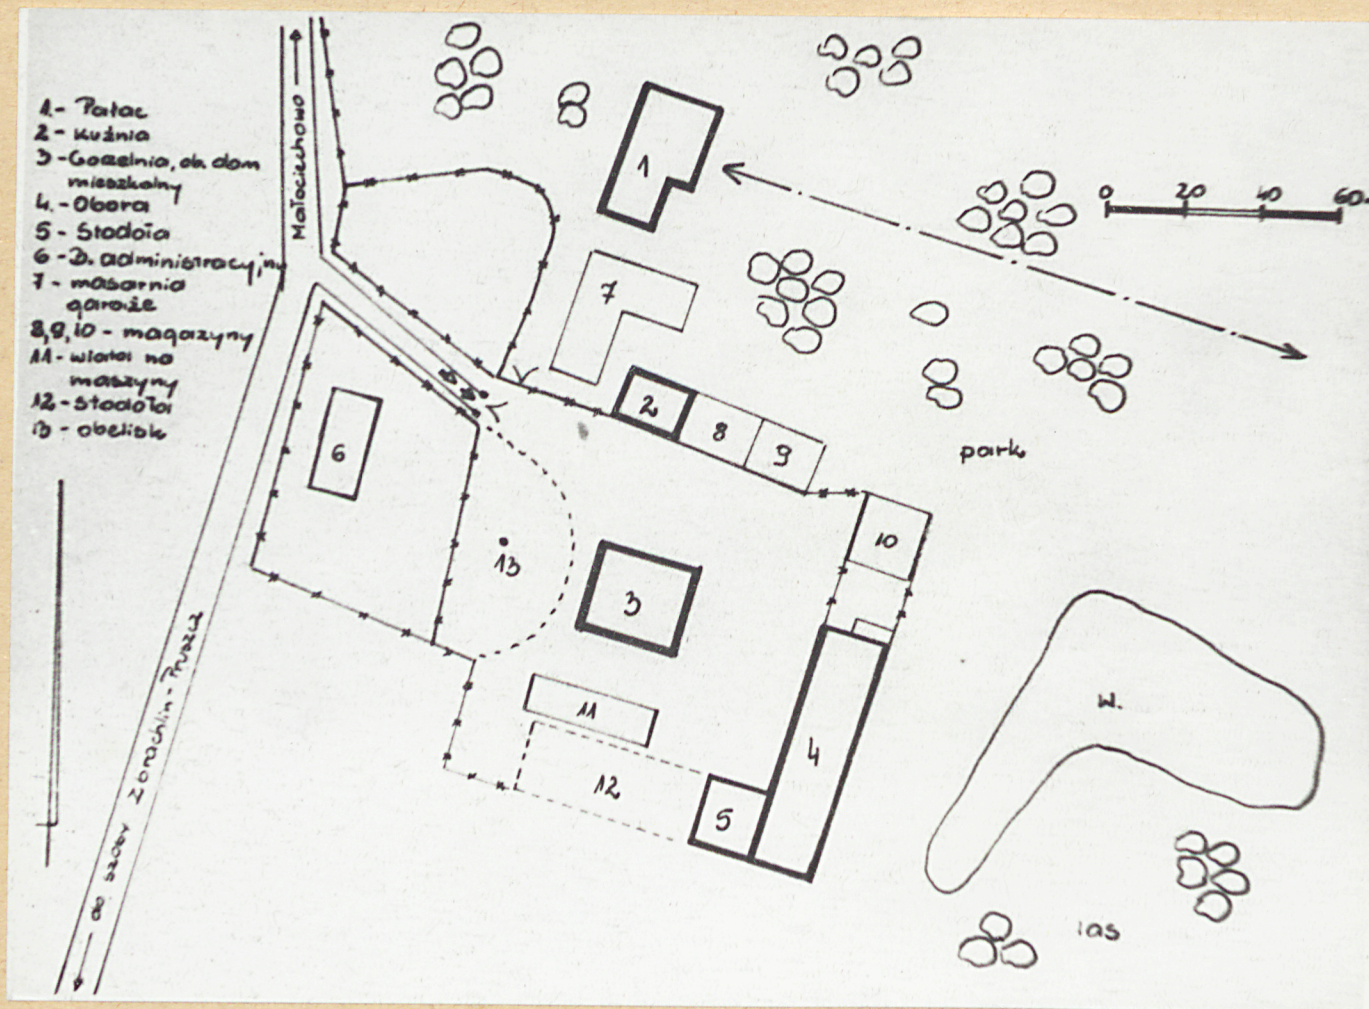 1.- Pałac
2- Kuźnia
3-Gorzelnia, ob. dom
mieszkalny
4.- Obora
5 - Stodoła
6 - D. administracyjny
7 - masarnia
garaże
8,9,10 - magazyny
11- wiata na
maszyny
12-stodoła
13 - obelisk
Małociechowo
0 20 40 60
1
7
2
8
9
6
park
10
13
3
11
12
4
5
W.
las
do szosy Zbrachlin-Pruszcz